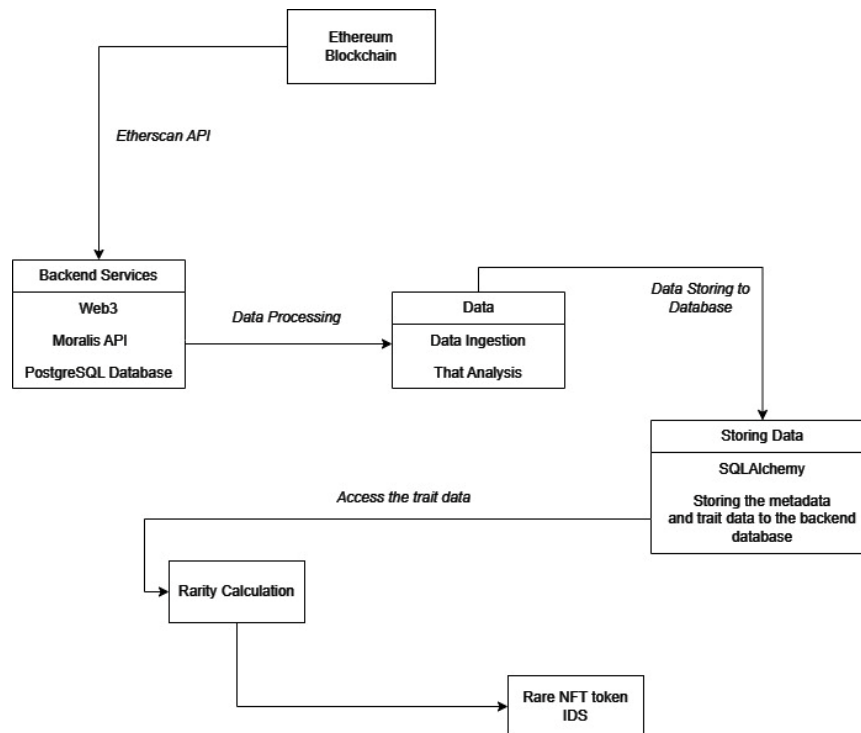 Ethereum
Blockchain
Etherscan API
Backend Services
Web3
Moralis API
PostgreSQL Database
Data Processing
Data
Data Ingestion
That Analysis
Data Storing to
Database
Storing Data
SQLAlchemy
Storing the metadata
and trait data to the backend
database
Access the trait data
Rarity Calculation
Rare NFT token
IDS